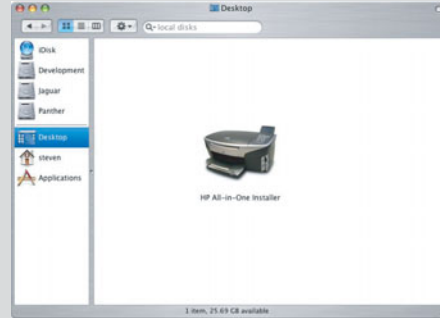 Desktop
local disks
iDisk
Development
Jaguar
Panther
Desktop
steven
Applications
HP All-in-One Installer
1 item, 25.69 GB available